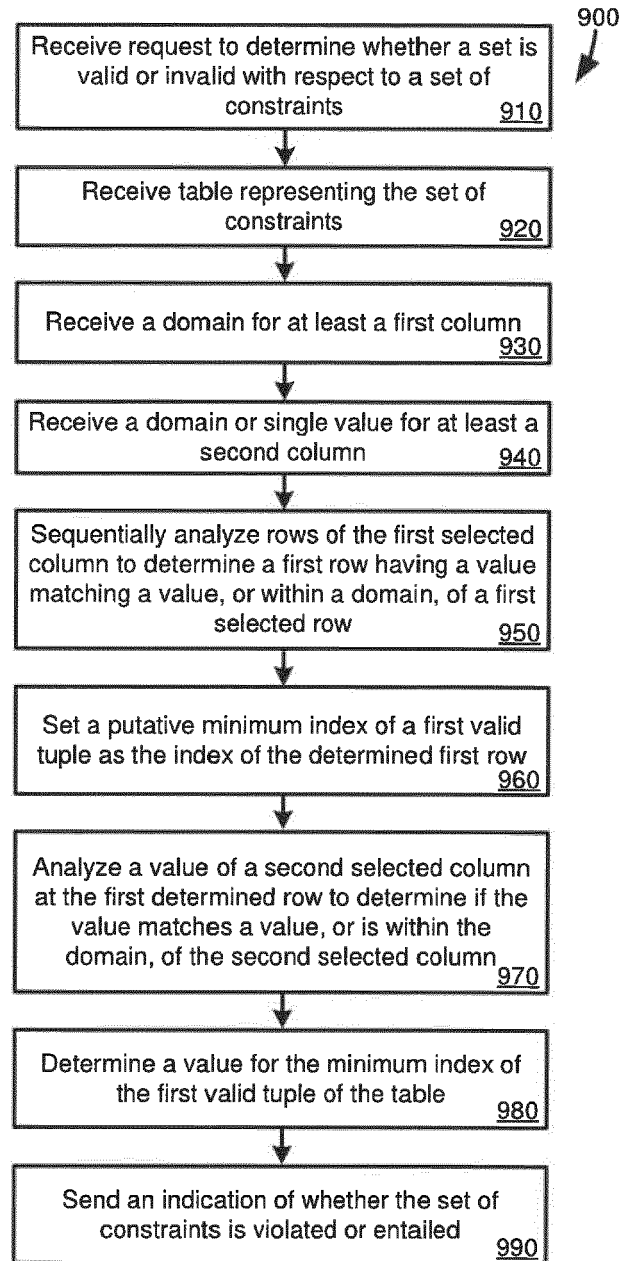 900
Receive request to determine whether a set is
valid or invalid with respect to a set of
constraints
910
Receive table representing the set of
constraints
920
Receive a domain for at least a first column
930
Receive a domain or single value for at least a
second column
940
Sequentially analyze rows of the first selected
column to determine a first row having a value
matching a value, or within a domain, of a first
selected row
950
Set a putative minimum index of a first valid
tuple as the index of the determined first row
960
Analyze a value of a second selected column
at the first determined row to determine if the
value matches a value, or is within the
domain, of the second selected column
970
Determine a value for the minimum index of
the first valid tuple of the table
980
Send an indication of whether the set of
constraints is violated or entailed
990